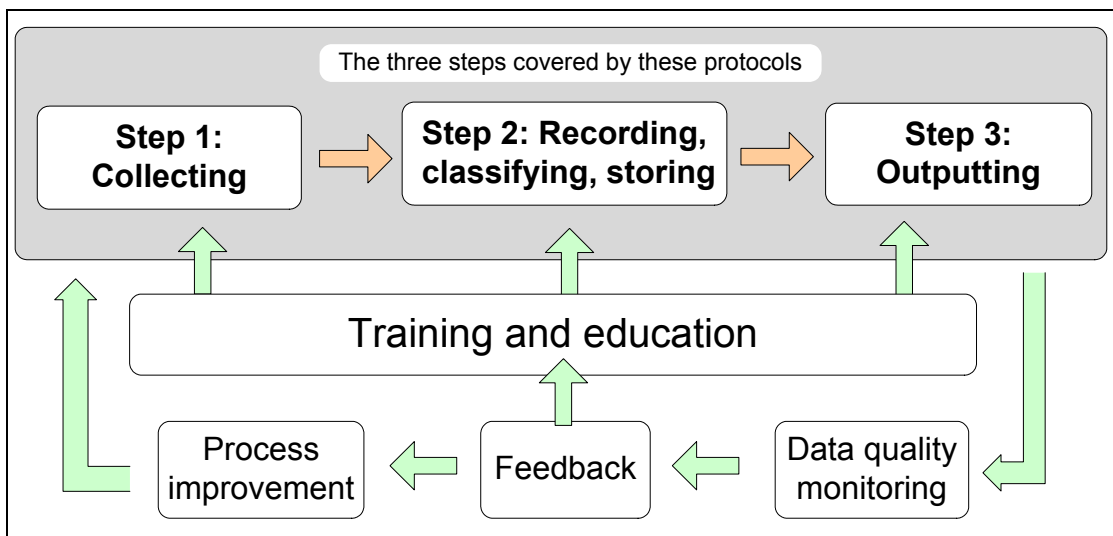 The three steps covered by these protocols
Step 1:
Collecting
Step 2: Recording,
classifying, storing
Step 3:
Outputting
Training and education
Process
improvement
Feedback
Data quality
monitoring